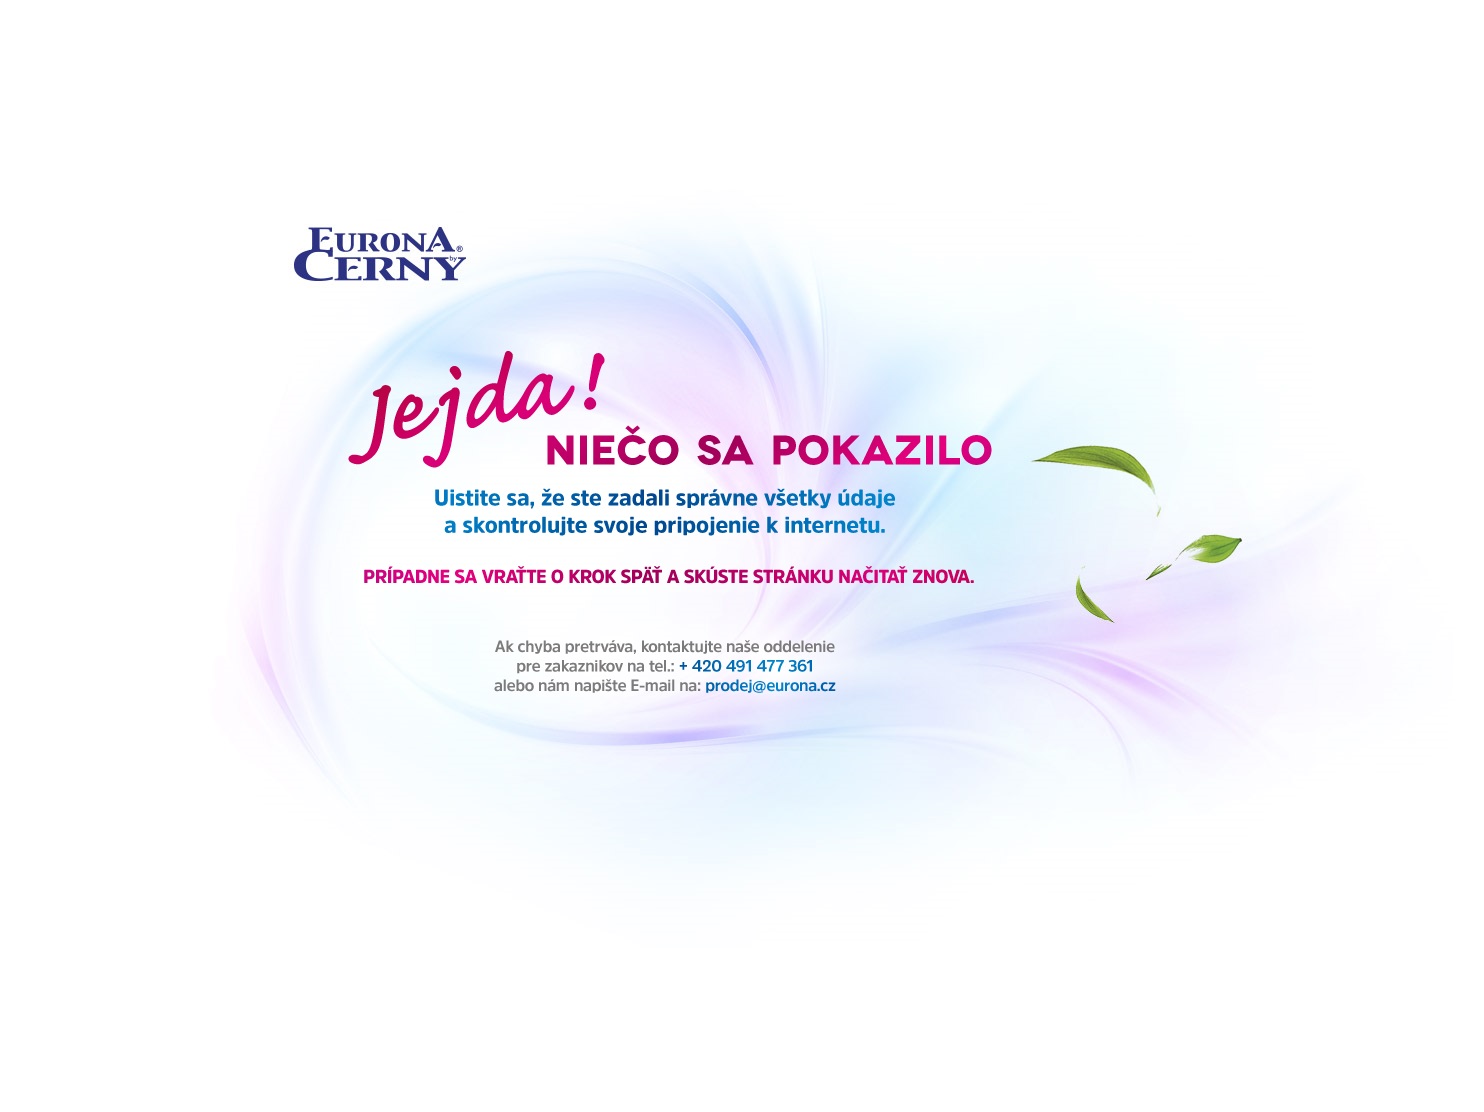 EURONA®
by CERNY
Jejda!
NIEČO SA POKAZILO
Uistite sa, že ste zadali správne všetky údaje
a skontrolujte svoje pripojenie k internetu.
PRÍPADNE SA VRAŤTE O KROK SPÄŤ A SKÚSTE STRÁNKU NAČITAŤ ZNOVA.
Ak chyba pretrváva, kontaktujte naše oddelenie
pre zakaznikov na tel.: + 420 491 477 361
alebo nám napište E-mail na: prodej@eurona.cz